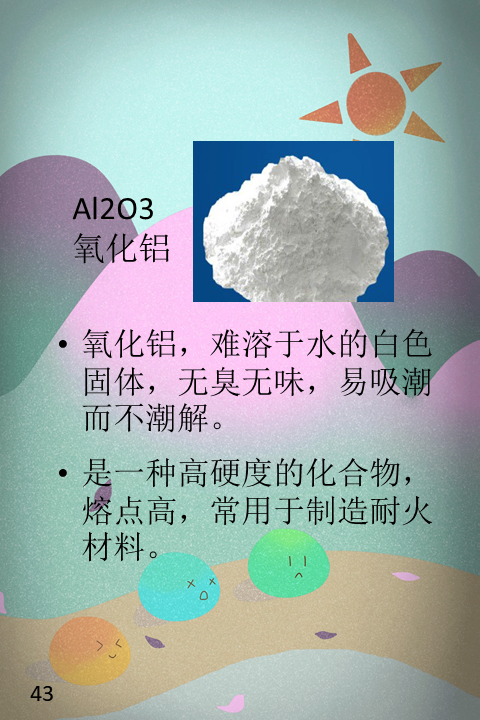 Al2O3
氧化铝
• 氧化铝，难溶于水的白色
固体，无臭无味，易吸潮
而不潮解。
• 是一种高硬度的化合物，
熔点高，常用于制造耐火
材料。
43